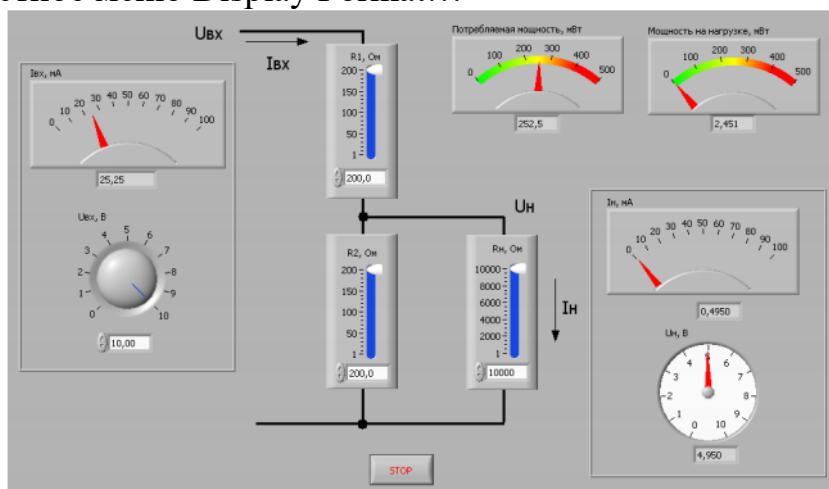 Uвх
Iвх
Потребляемая мощность, мВт
0 100 200 300 400 500
252,5
Мощность на нагрузке, мВт
0 100 200 300 400 500
2,451
Iвх, мА
0 10 20 30 40 50 60 70 80 90 100
25,25
Uвх, В
0 1 2 3 4 5 6 7 8 9 10
10,00
R1, Ом
200
150
100
50
1
200,0
Uн
R2, Ом
200
150
100
50
1
200,0
Rн, Ом
10000
8000
6000
4000
2000
1
10000
Iн
Iн, мА
0 10 20 30 40 50 60 70 80 90 100
0,4950
Uн, В
0 1 2 3 4 5 6 7 8 9 10
4,950
STOP